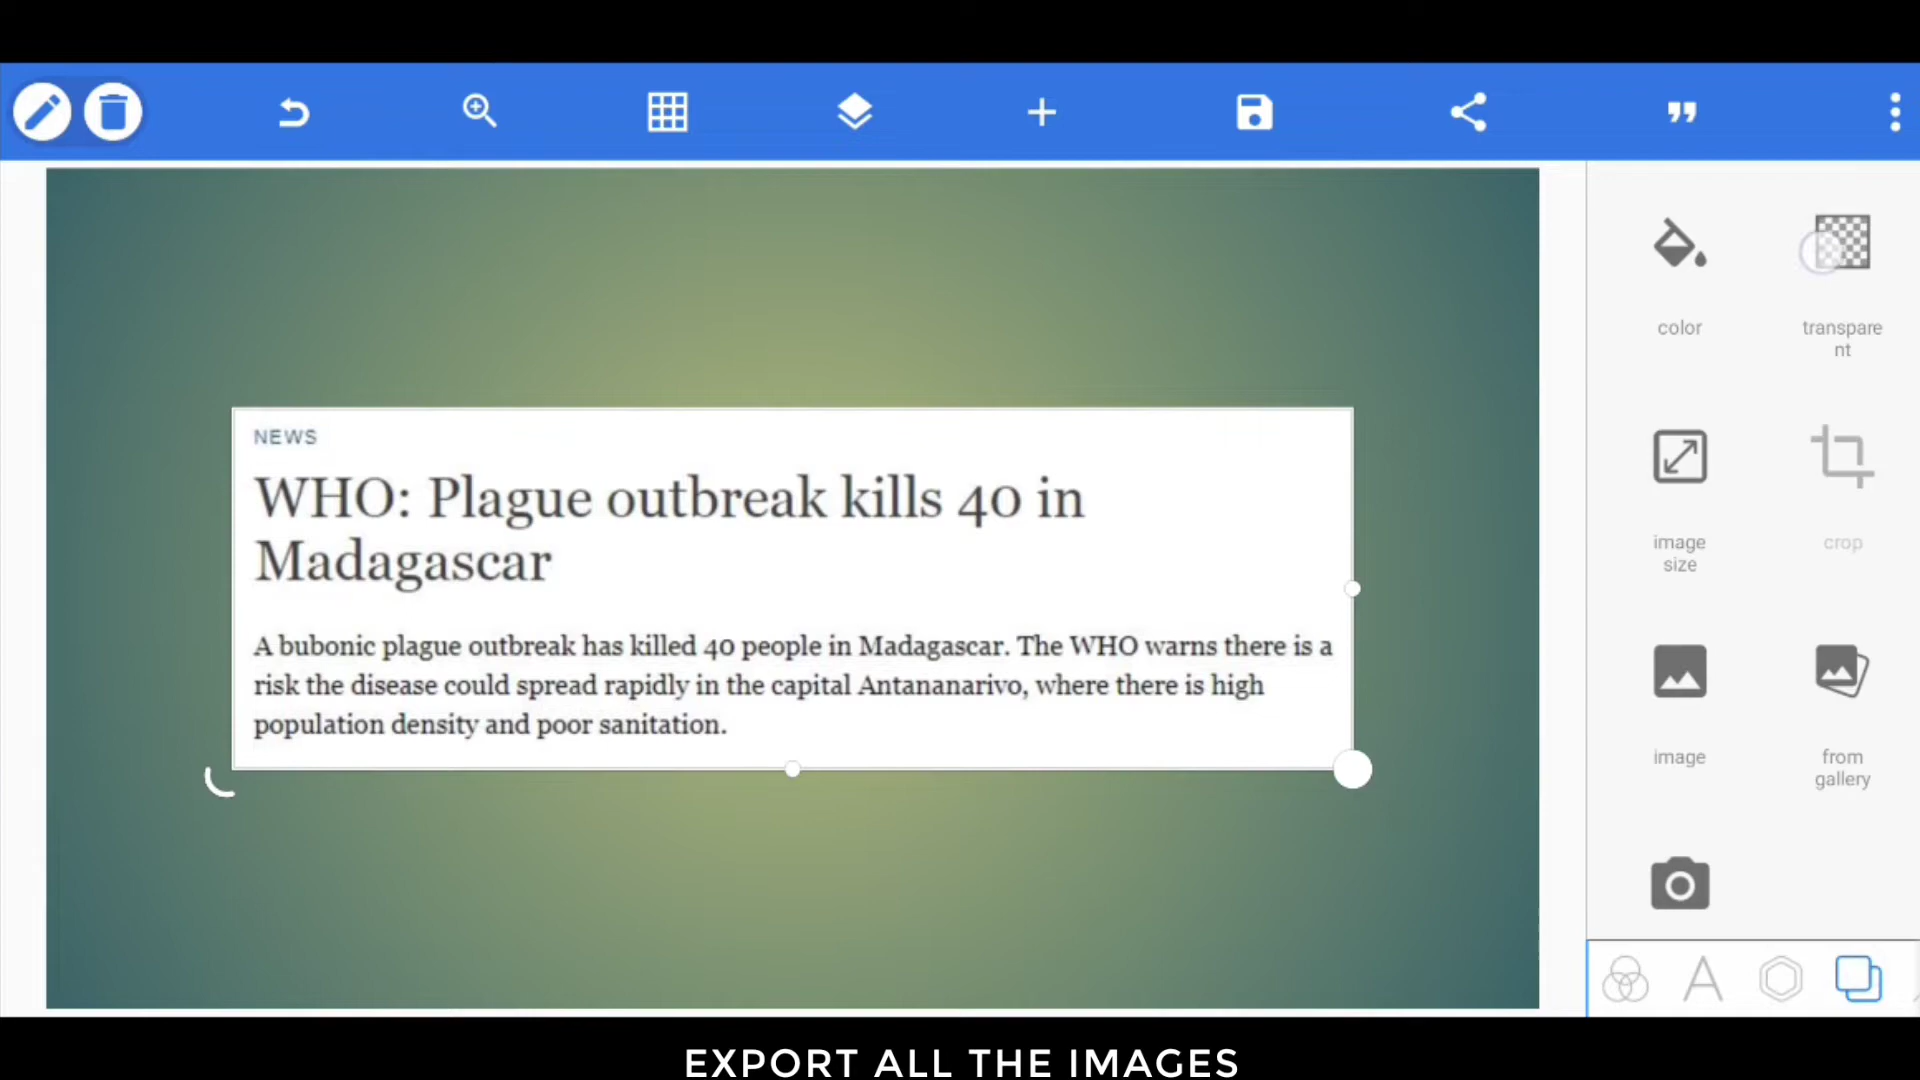 NEWS
WHO: Plague outbreak kills 40 in
Madagascar
A bubonic plague outbreak has killed 40 people in Madagascar. The WHO warns there is a
risk the disease could spread rapidly in the capital Antananarivo, where there is high
population density and poor sanitation.
color
transpare
nt
image
size
crop
image
from
gallery
EXPORT ALL THE IMAGES